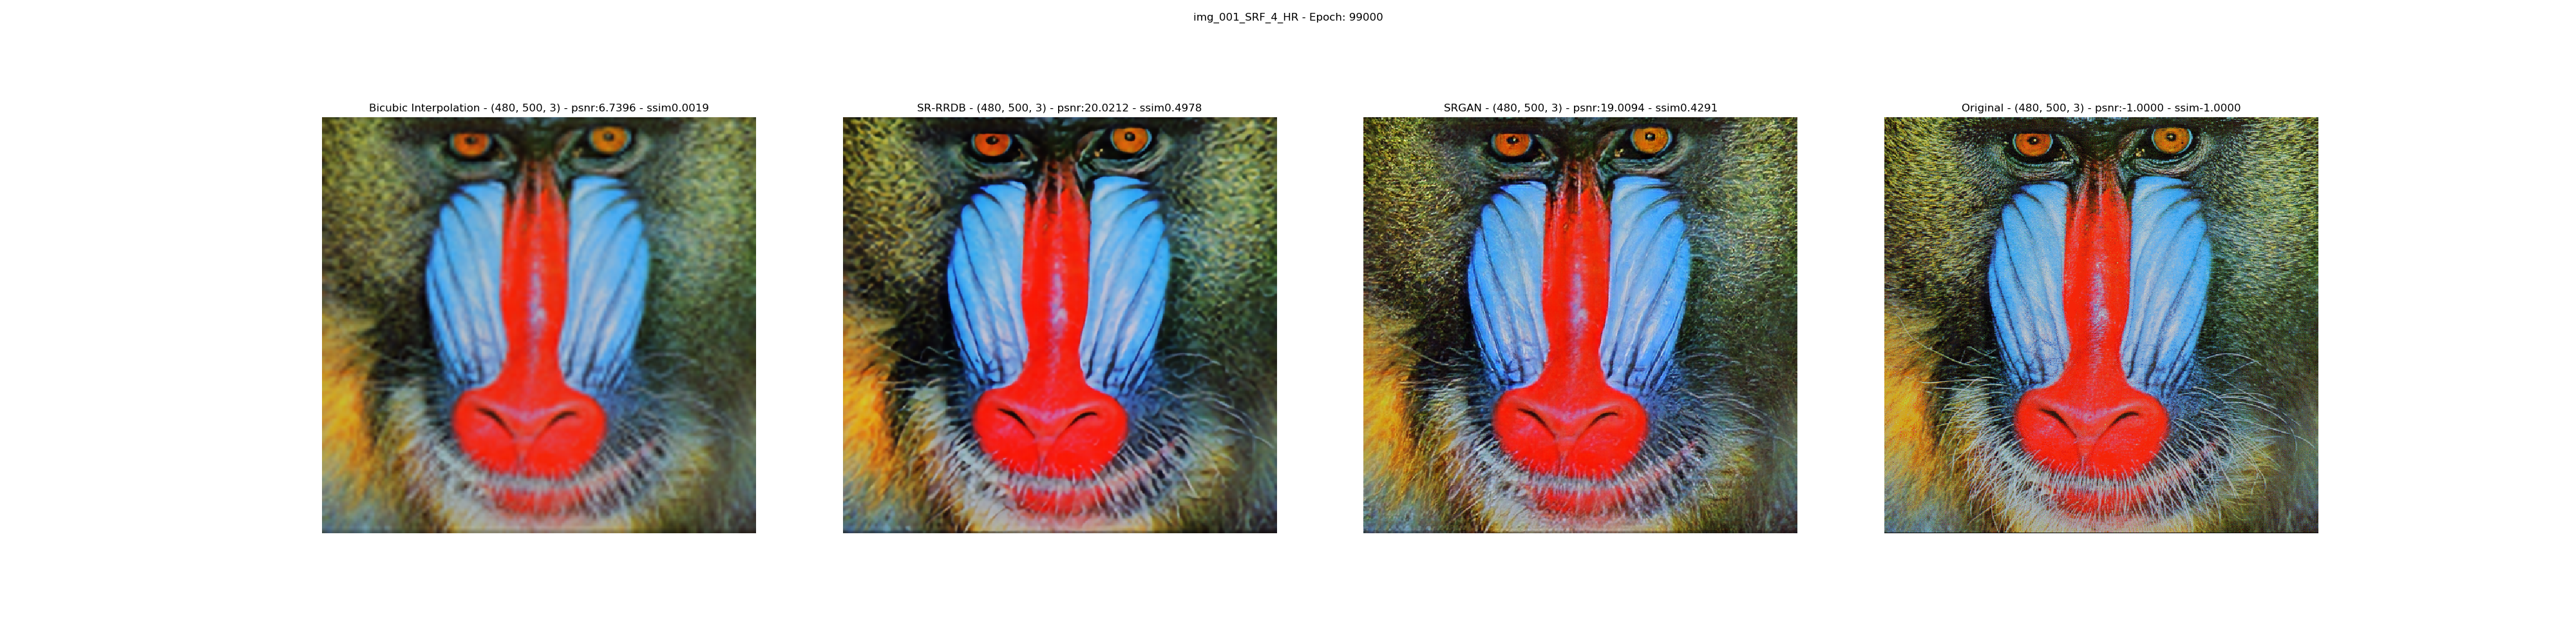 img_001_SRF_4_HR - Epoch: 99000
Bicubic Interpolation - (480, 500, 3) - psnr:6.7396 - ssim0.0019
SR-RRDB - (480, 500, 3) - psnr:20.0212 - ssim0.4978
SRGAN - (480, 500, 3) - psnr:19.0094 - ssim0.4291
Original - (480, 500, 3) - psnr:-1.0000 - ssim-1.0000